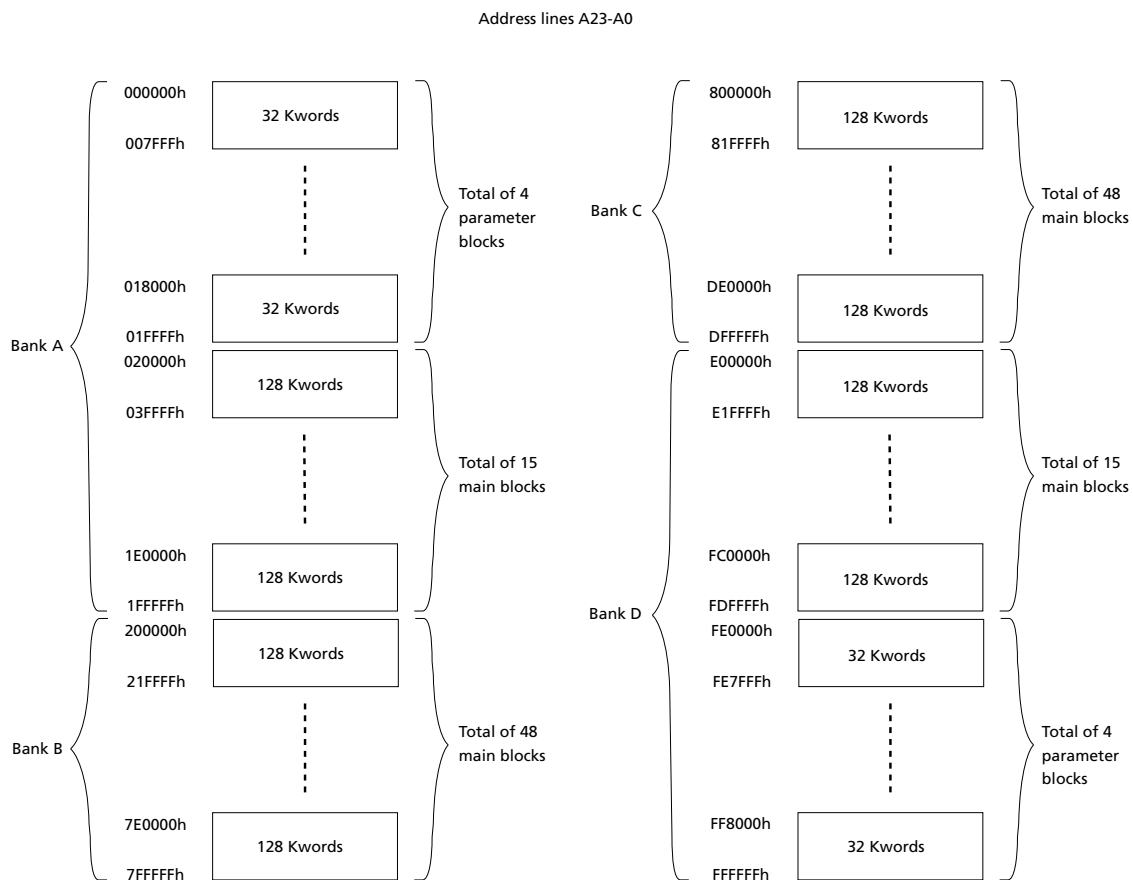 Address lines A23-A0
Bank A
000000h
32 Kwords
007FFFh
Total of 4
parameter
blocks
018000h
32 Kwords
01FFFFh
020000h
128 Kwords
03FFFFh
Total of 15
main blocks
1E0000h
128 Kwords
1FFFFFh
Bank B
200000h
128 Kwords
21FFFFh
Total of 48
main blocks
7E0000h
128 Kwords
7FFFFFh
Bank C
800000h
128 Kwords
81FFFFh
Total of 48
main blocks
DE0000h
128 Kwords
DFFFFFh
Bank D
E00000h
128 Kwords
E1FFFFh
Total of 15
main blocks
FC0000h
128 Kwords
FDFFFFh
FE0000h
32 Kwords
FE7FFFh
Total of 4
parameter
blocks
FF8000h
32 Kwords
FFFFFFh